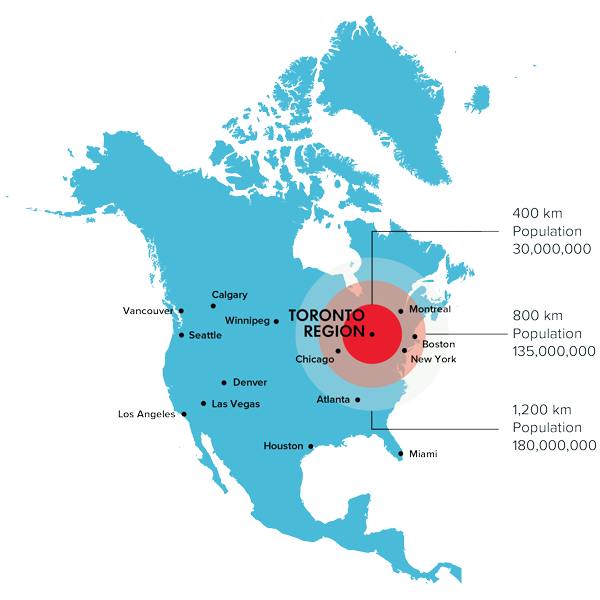 400 km
Population
30,000,000
Calgary
Vancouver
Winnipeg
TORONTO
REGION
Montreal
800 km
Population
135,000,000
Seattle
Boston
Chicago
New York
Denver
Las Vegas
Atlanta
Los Angeles
1,200 km
Population
180,000,000
Houston
Miami